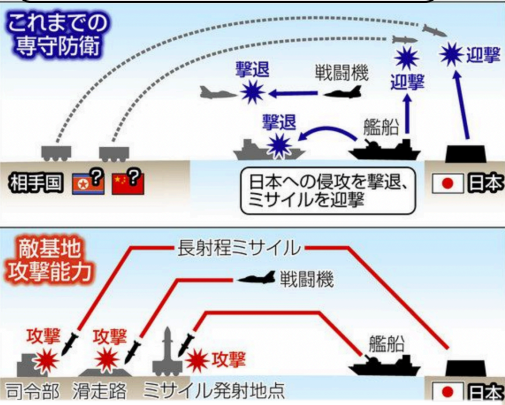 これまでの
専守防衛
撃退
戦闘機
迎撃
迎撃
撃退
艦船
相手国
?
?
日本への侵攻を撃退、
ミサイルを迎撃
日本
敵基地
攻撃能力
長射程ミサイル
戦闘機
攻撃
攻撃
攻撃
艦船
司令部
滑走路
ミサイル発射地点
日本